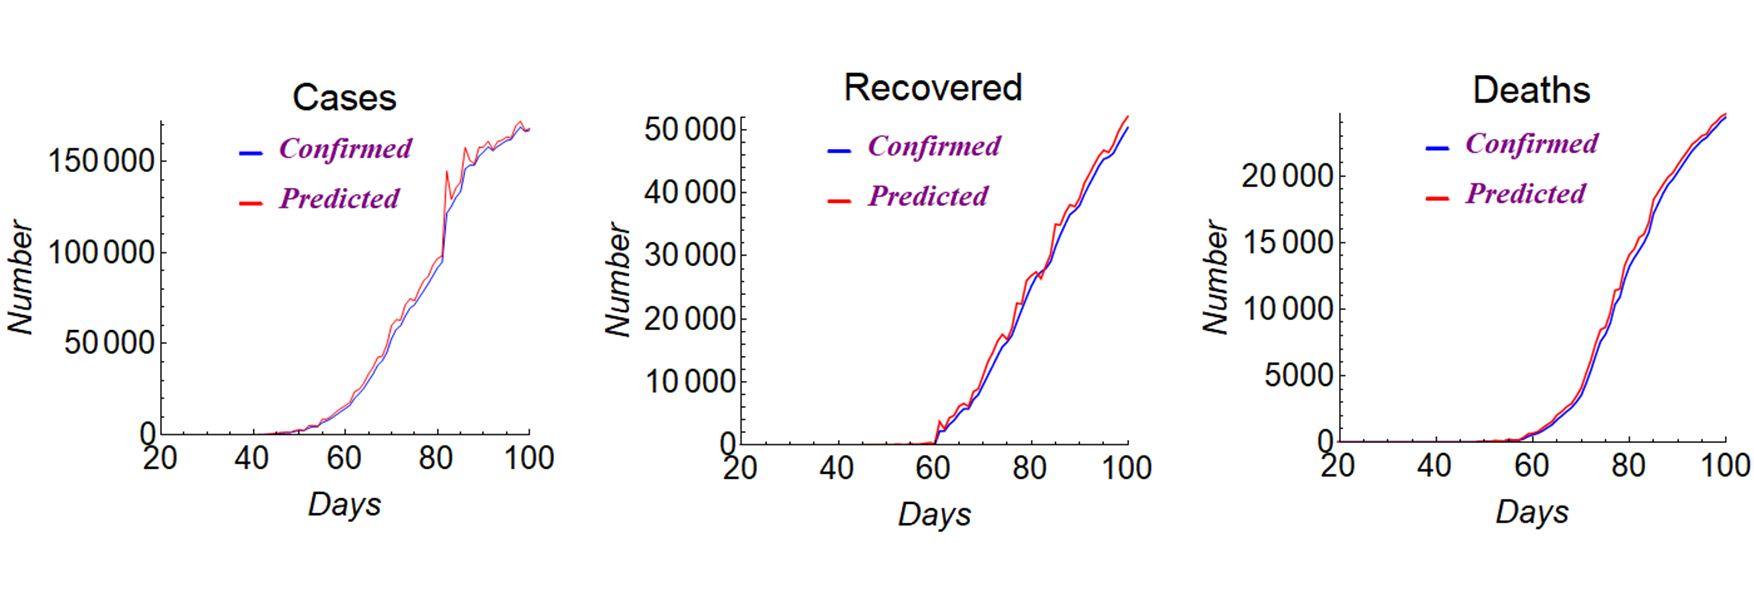 Cases
Confirmed
Predicted
150 000
100 000
50 000
0
20 40 60 80 100
Number
Days
Recovered
Confirmed
Predicted
50 000
40 000
30 000
20 000
10 000
0
20 40 60 80 100
Number
Days
Deaths
Confirmed
Predicted
20 000
15 000
10 000
5000
0
20 40 60 80 100
Number
Days